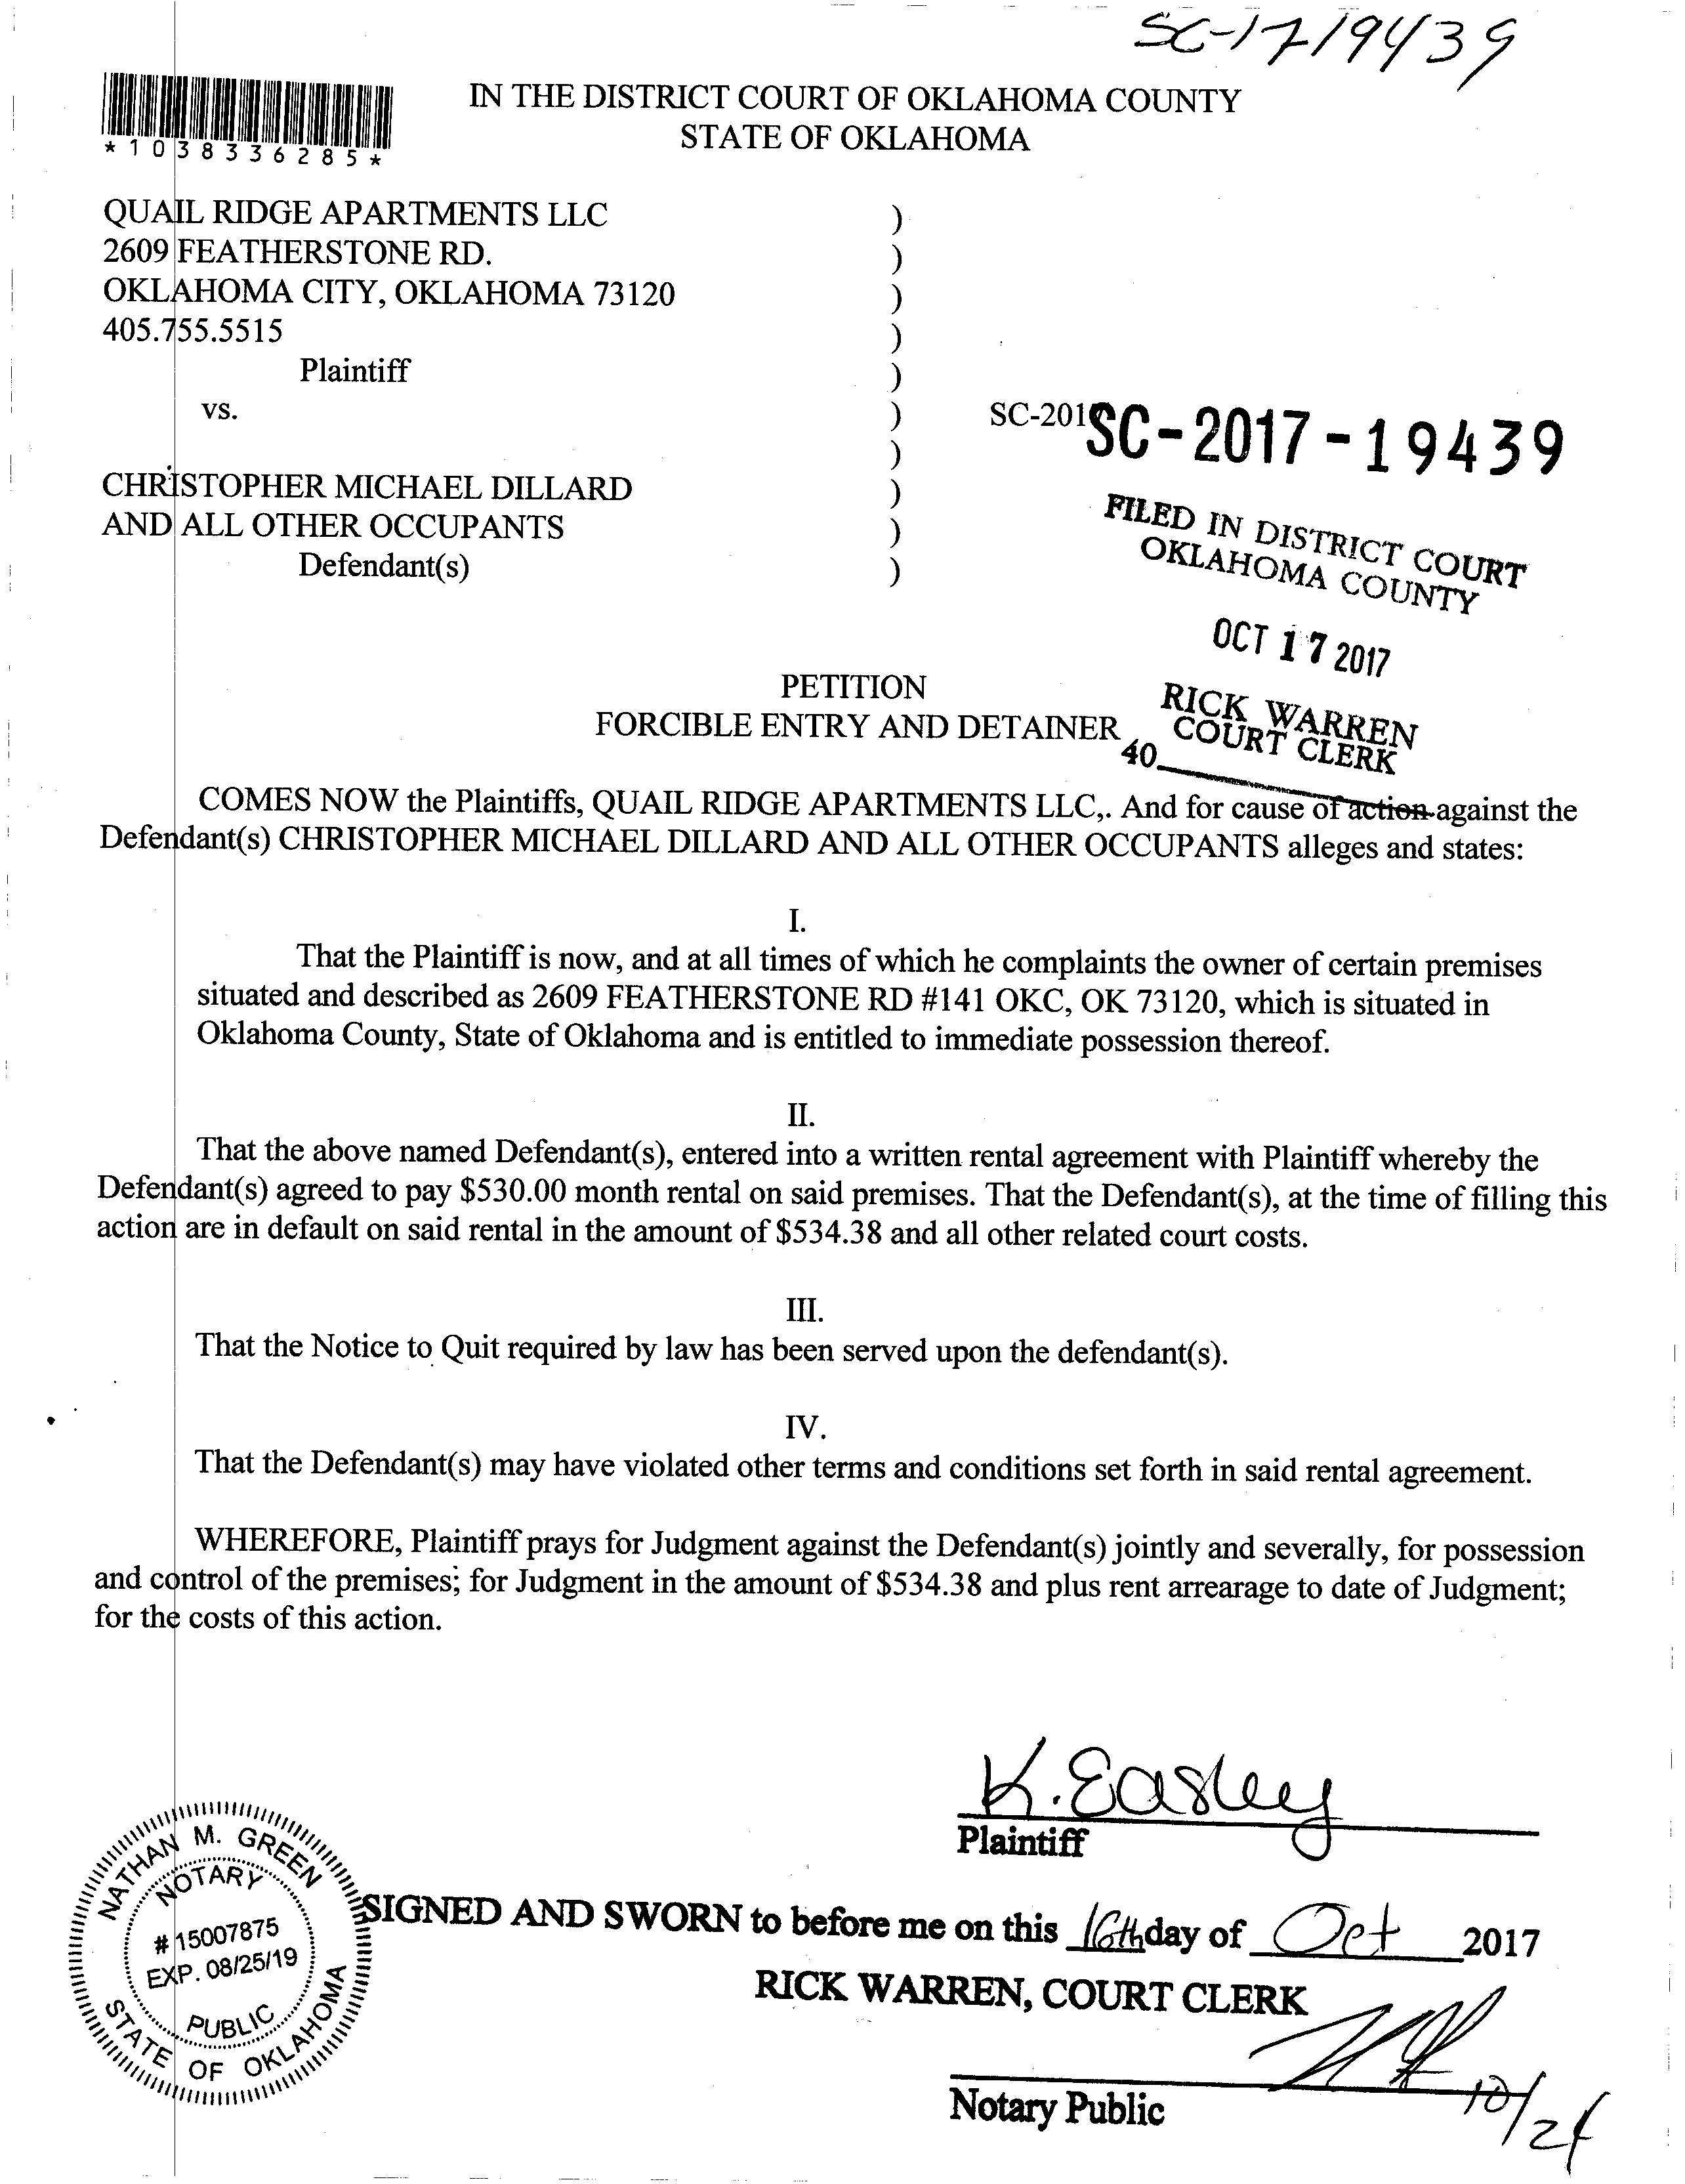 SC-17-19439
*1038336285*
IN THE DISTRICT COURT OF OKLAHOMA COUNTY
STATE OF OKLAHOMA
QUAIL RIDGE APARTMENTS LLC )
2609 FEATHERSTONE RD. )
OKLAHOMA CITY, OKLAHOMA 73120 )
405.755.5515 )
Plaintiff )
vs. ) SC-201 SC-2017-19439
)
CHRISTOPHER MICHAEL DILLARD )
AND ALL OTHER OCCUPANTS )
Defendant(s) )
FILED IN DISTRICT COURT
OKLAHOMA COUNTY
OCT 17 2017
RICK WARREN
COURT CLERK
40
PETITION
FORCIBLE ENTRY AND DETAINER
COMES NOW the Plaintiffs, QUAIL RIDGE APARTMENTS LLC,. And for cause of action against the
Defendant(s) CHRISTOPHER MICHAEL DILLARD AND ALL OTHER OCCUPANTS alleges and states:
I.
That the Plaintiff is now, and at all times of which he complaints the owner of certain premises
situated and described as 2609 FEATHERSTONE RD #141 OKC, OK 73120, which is situated in
Oklahoma County, State of Oklahoma and is entitled to immediate possession thereof.
II.
That the above named Defendant(s), entered into a written rental agreement with Plaintiff whereby the
Defendant(s) agreed to pay $530.00 month rental on said premises. That the Defendant(s), at the time of filling this
action are in default on said rental in the amount of $534.38 and all other related court costs.
III.
That the Notice to Quit required by law has been served upon the defendant(s).
IV.
That the Defendant(s) may have violated other terms and conditions set forth in said rental agreement.
WHEREFORE, Plaintiff prays for Judgment against the Defendant(s) jointly and severally, for possession
and control of the premises; for Judgment in the amount of $534.38 and plus rent arrearage to date of Judgment;
for the costs of this action.
K. Easley
Plaintiff
NATHAN M. GREEN
NOTARY
#15007875
EXP. 08/25/19
PUBLIC
STATE OF OKLAHOMA
SIGNED AND SWORN to before me on this 16th day of Oct 2017
RICK WARREN, COURT CLERK
Notary Public